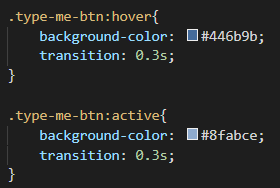 .type-me-btn:hover{
    background-color: #446b9b;
    transition: 0.3s;
}

.type-me-btn:active{
    background-color: #8fabce;
    transition: 0.3s;
}